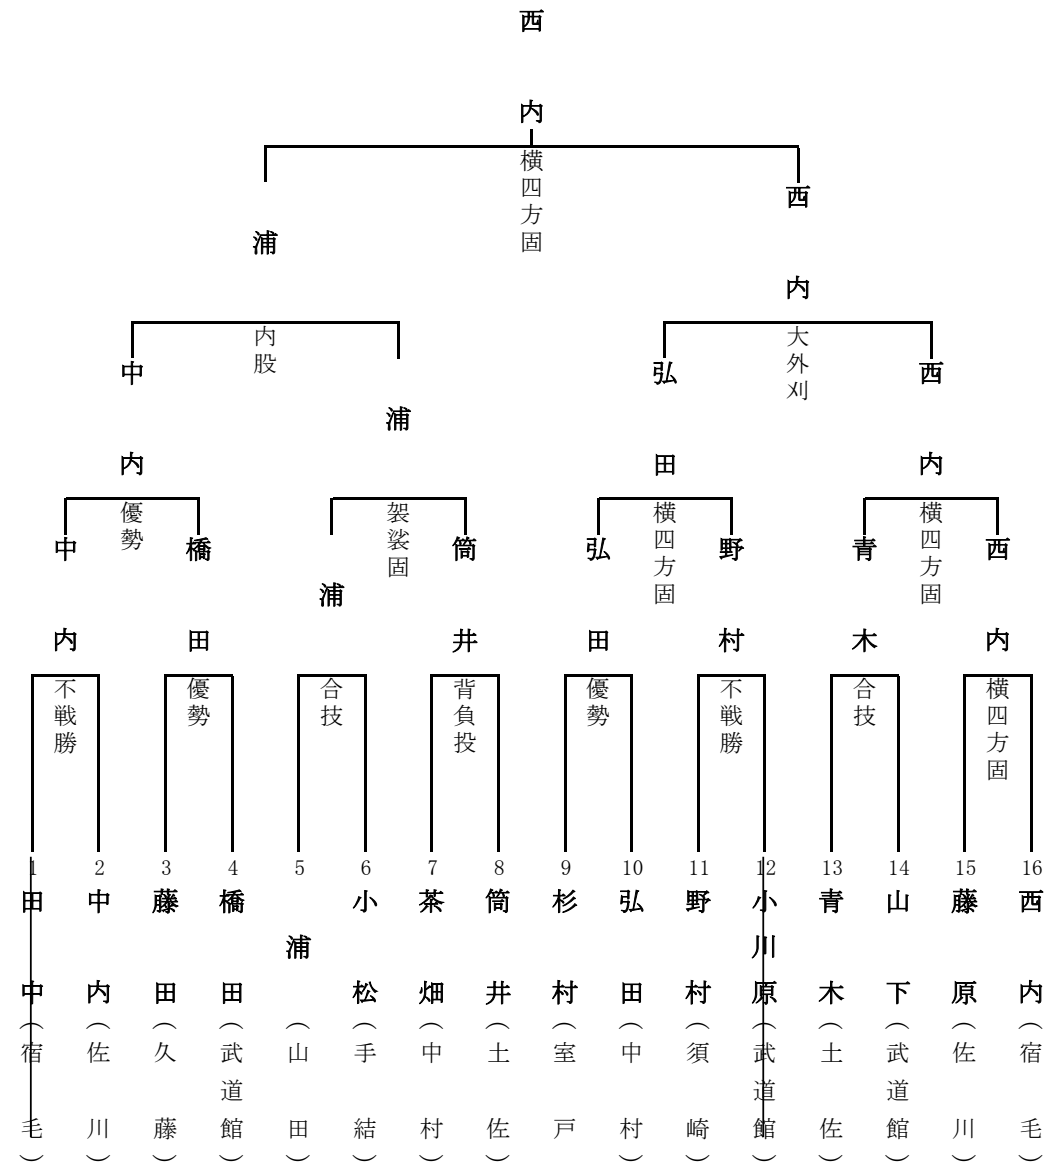 西内
横四方固
浦
西内
内股
大外刈
中内
浦
弘田
西内
優勢
袈裟固
横四方固
横四方固
中内
橋田
浦
筒井
弘田
野村
青木
西内
不戦勝
優勢
合技
背負投
優勢
不戦勝
合技
横四方固
1 田中（宿毛）
2 中内（佐川）
3 藤田（久藤）
4 橋田（武道館）
5 浦（山田）
6 小松（手結）
7 茶畑（中村）
8 筒井（土佐）
9 杉村（室戸
10 弘田（中村）
11 野村（須崎）
12 小川原（武道館）
13 青木（土佐）
14 山下（武道館）
15 藤原（佐川）
16 西内（宿毛）